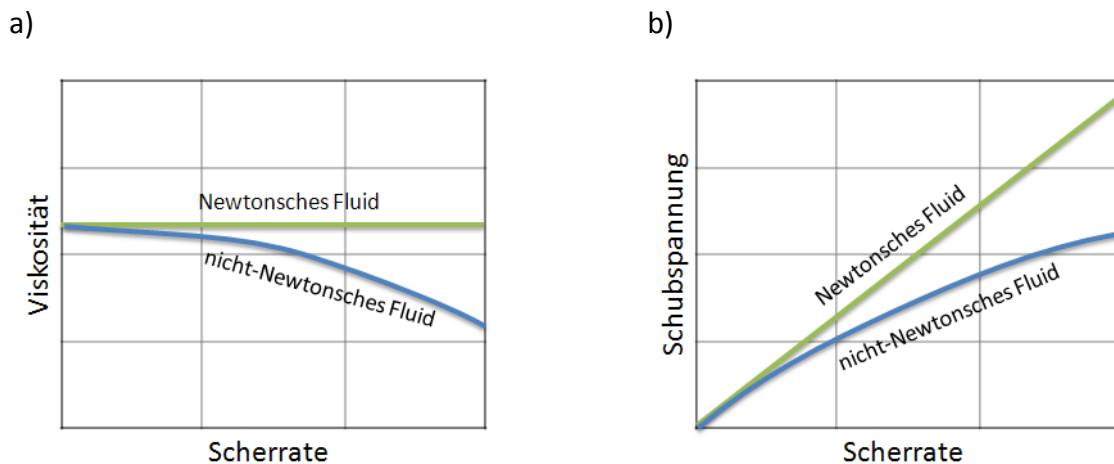 a)
Viskosität
Newtonsches Fluid
nicht-Newtonsches Fluid
Scherrate
b)
Schubspannung
Newtonsches Fluid
nicht-Newtonsches Fluid
Scherrate